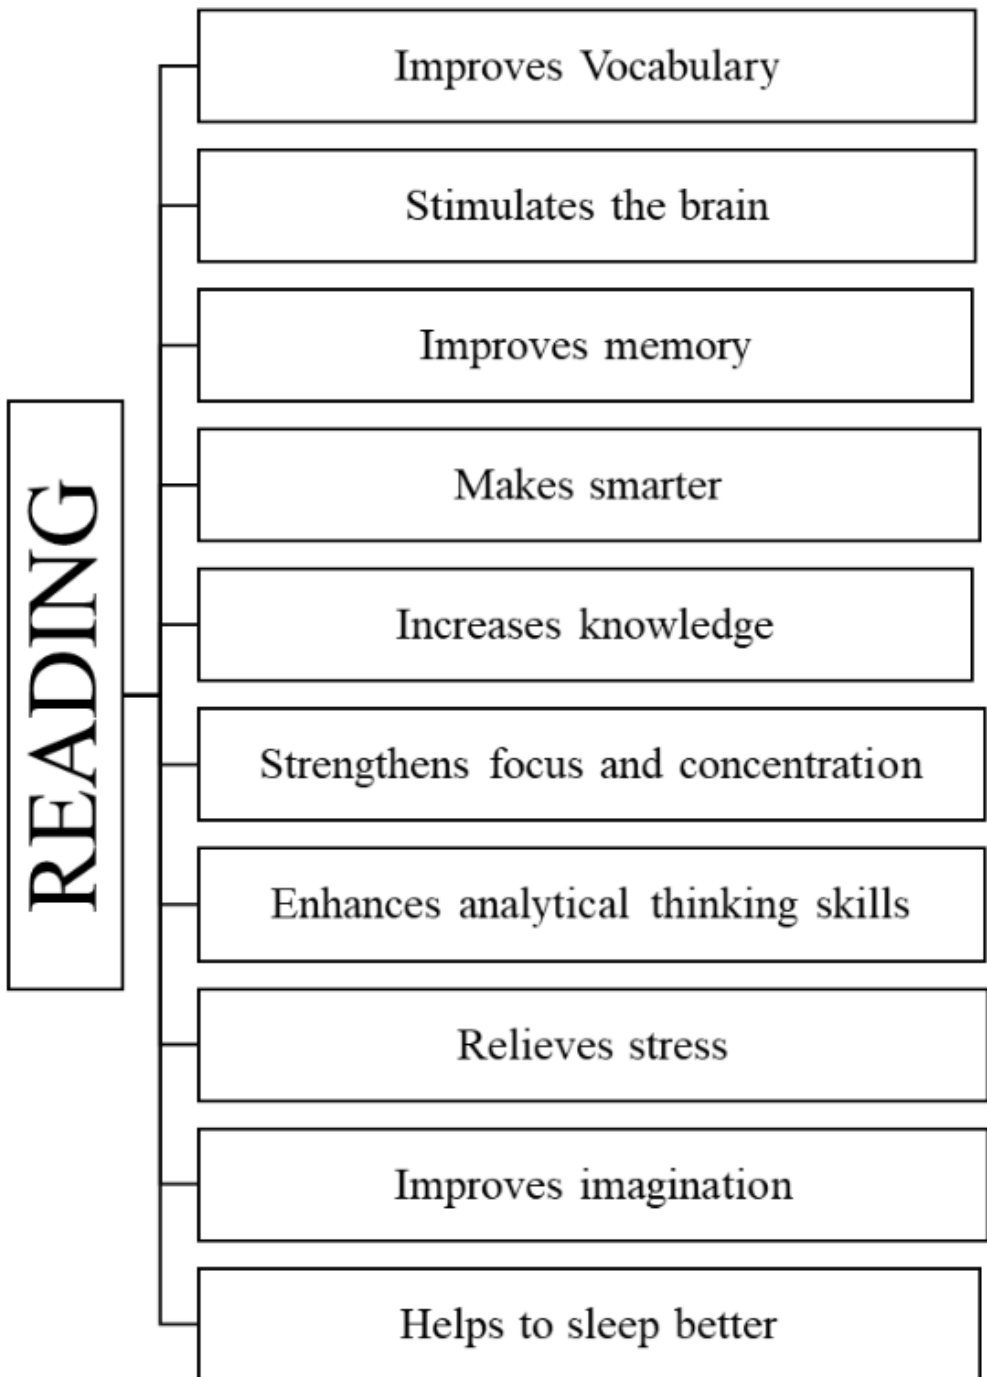 READING
Improves Vocabulary
Stimulates the brain
Improves memory
Makes smarter
Increases knowledge
Strengthens focus and concentration
Enhances analytical thinking skills
Relieves stress
Improves imagination
Helps to sleep better